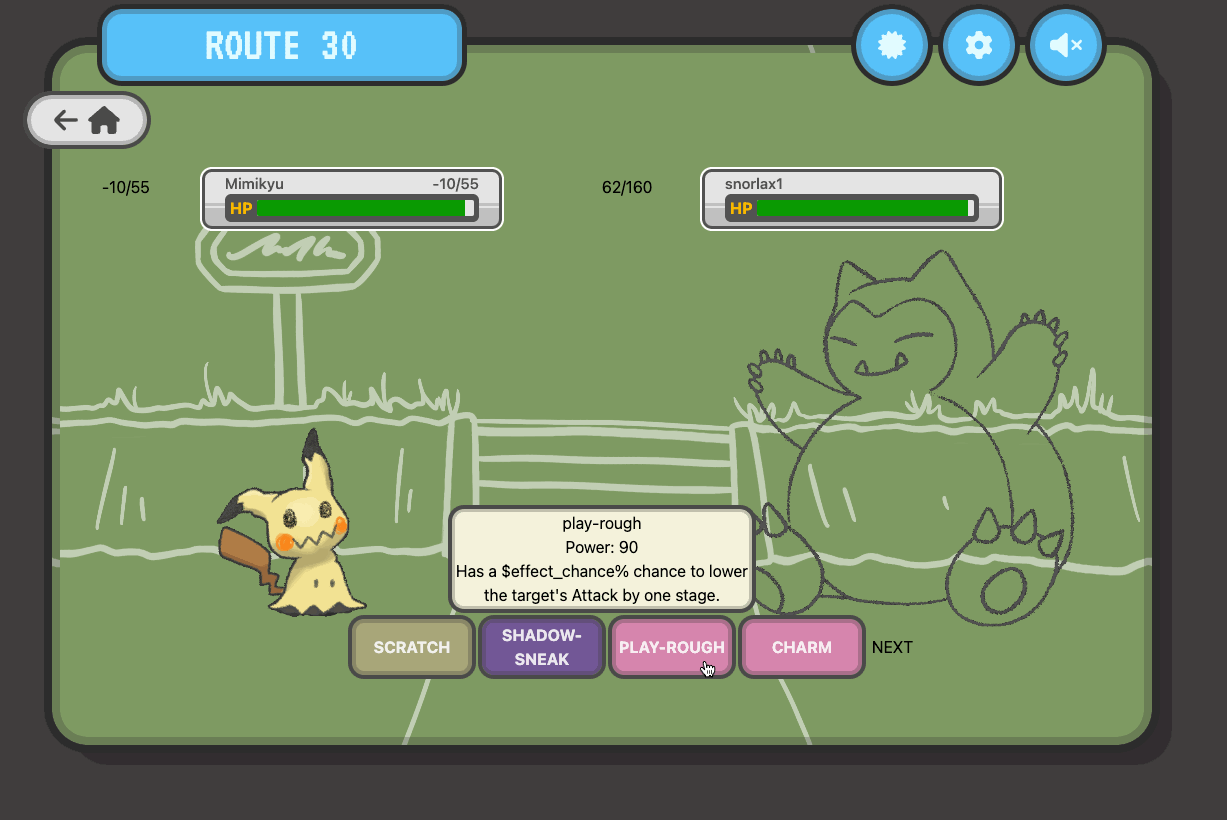 ROUTE 30
-10/55
Mimikyu -10/55
HP
62/160
snorlax1
HP
play-rough
Power: 90
Has a $effect_chance% chance to lower
the target's Attack by one stage.
SCRATCH
SHADOW-
SNEAK
PLAY-ROUGH
CHARM
NEXT